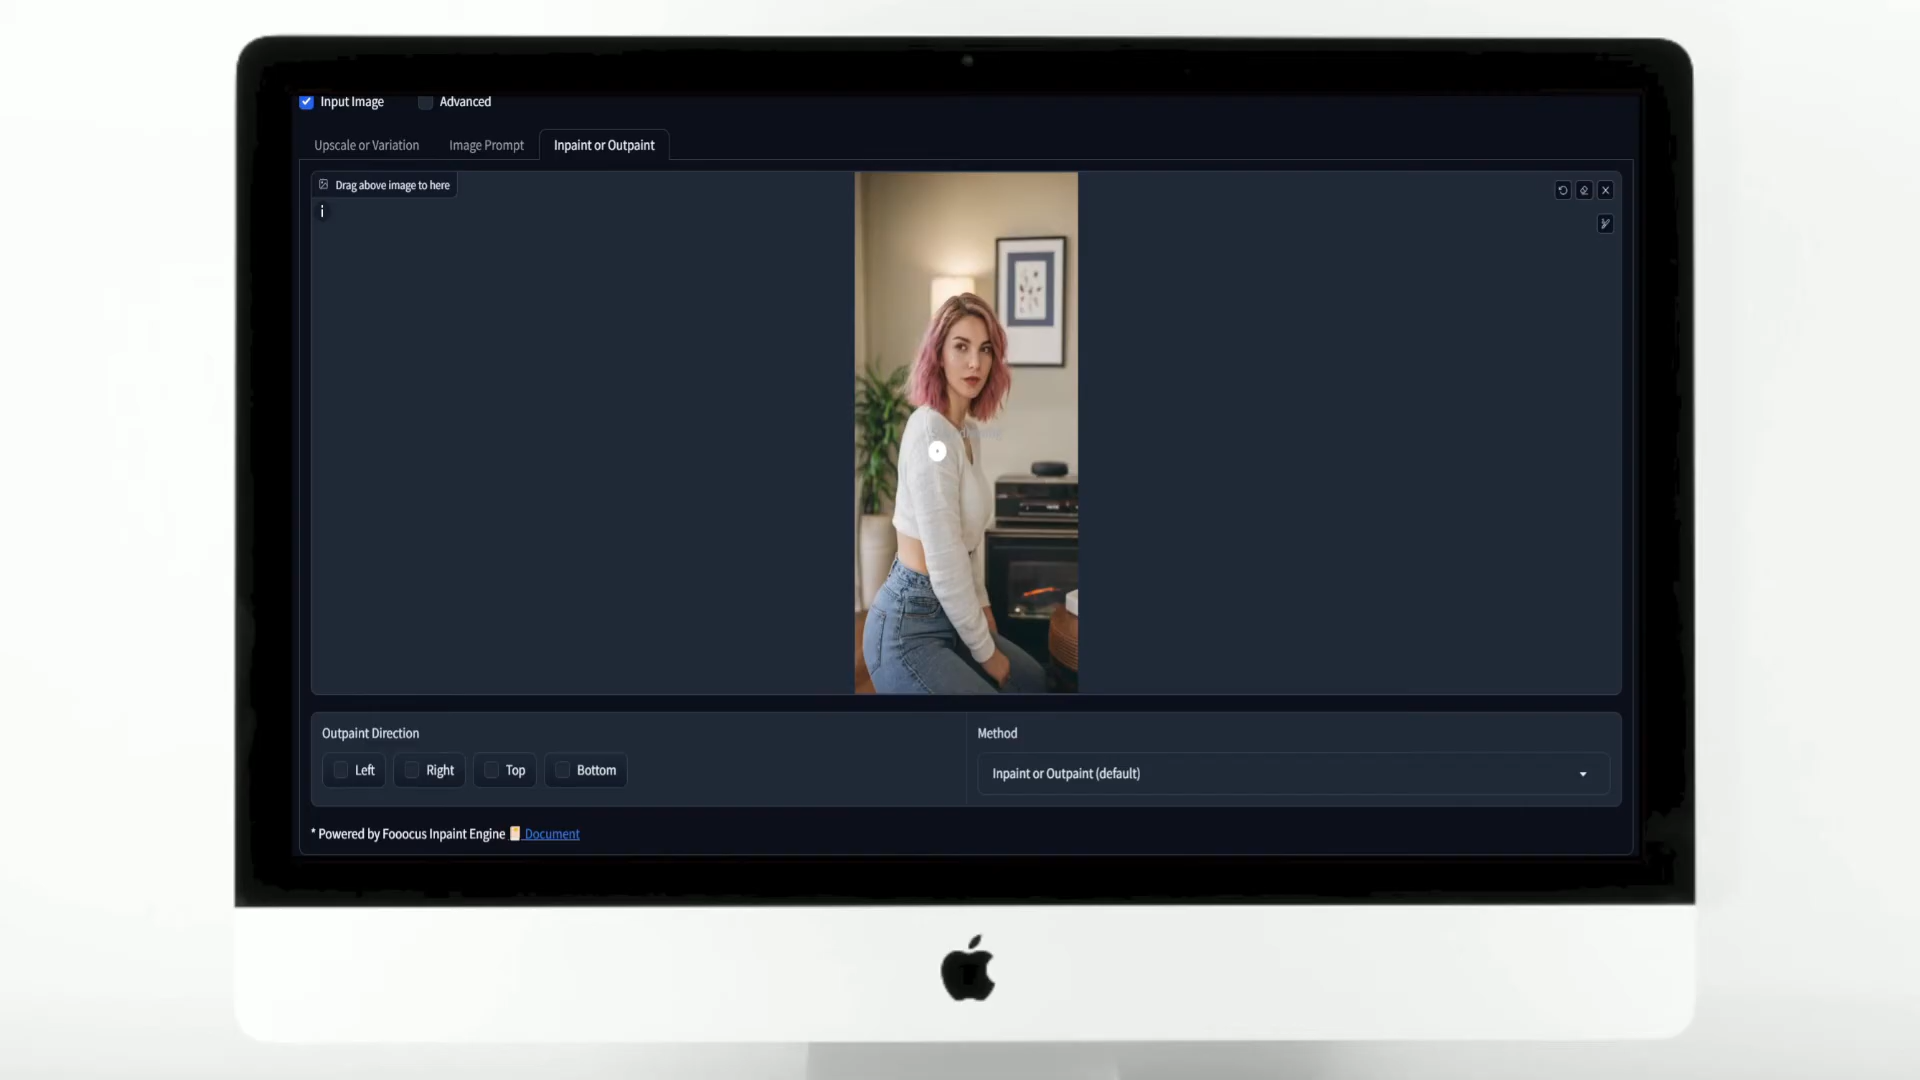 Input Image
Advanced
Upscale or Variation
Image Prompt
Inpaint or Outpaint
Drag above image to here
i
Outpaint Direction
Left
Right
Top
Bottom
Method
Inpaint or Outpaint (default)
* Powered by Fooocus Inpaint Engine Document